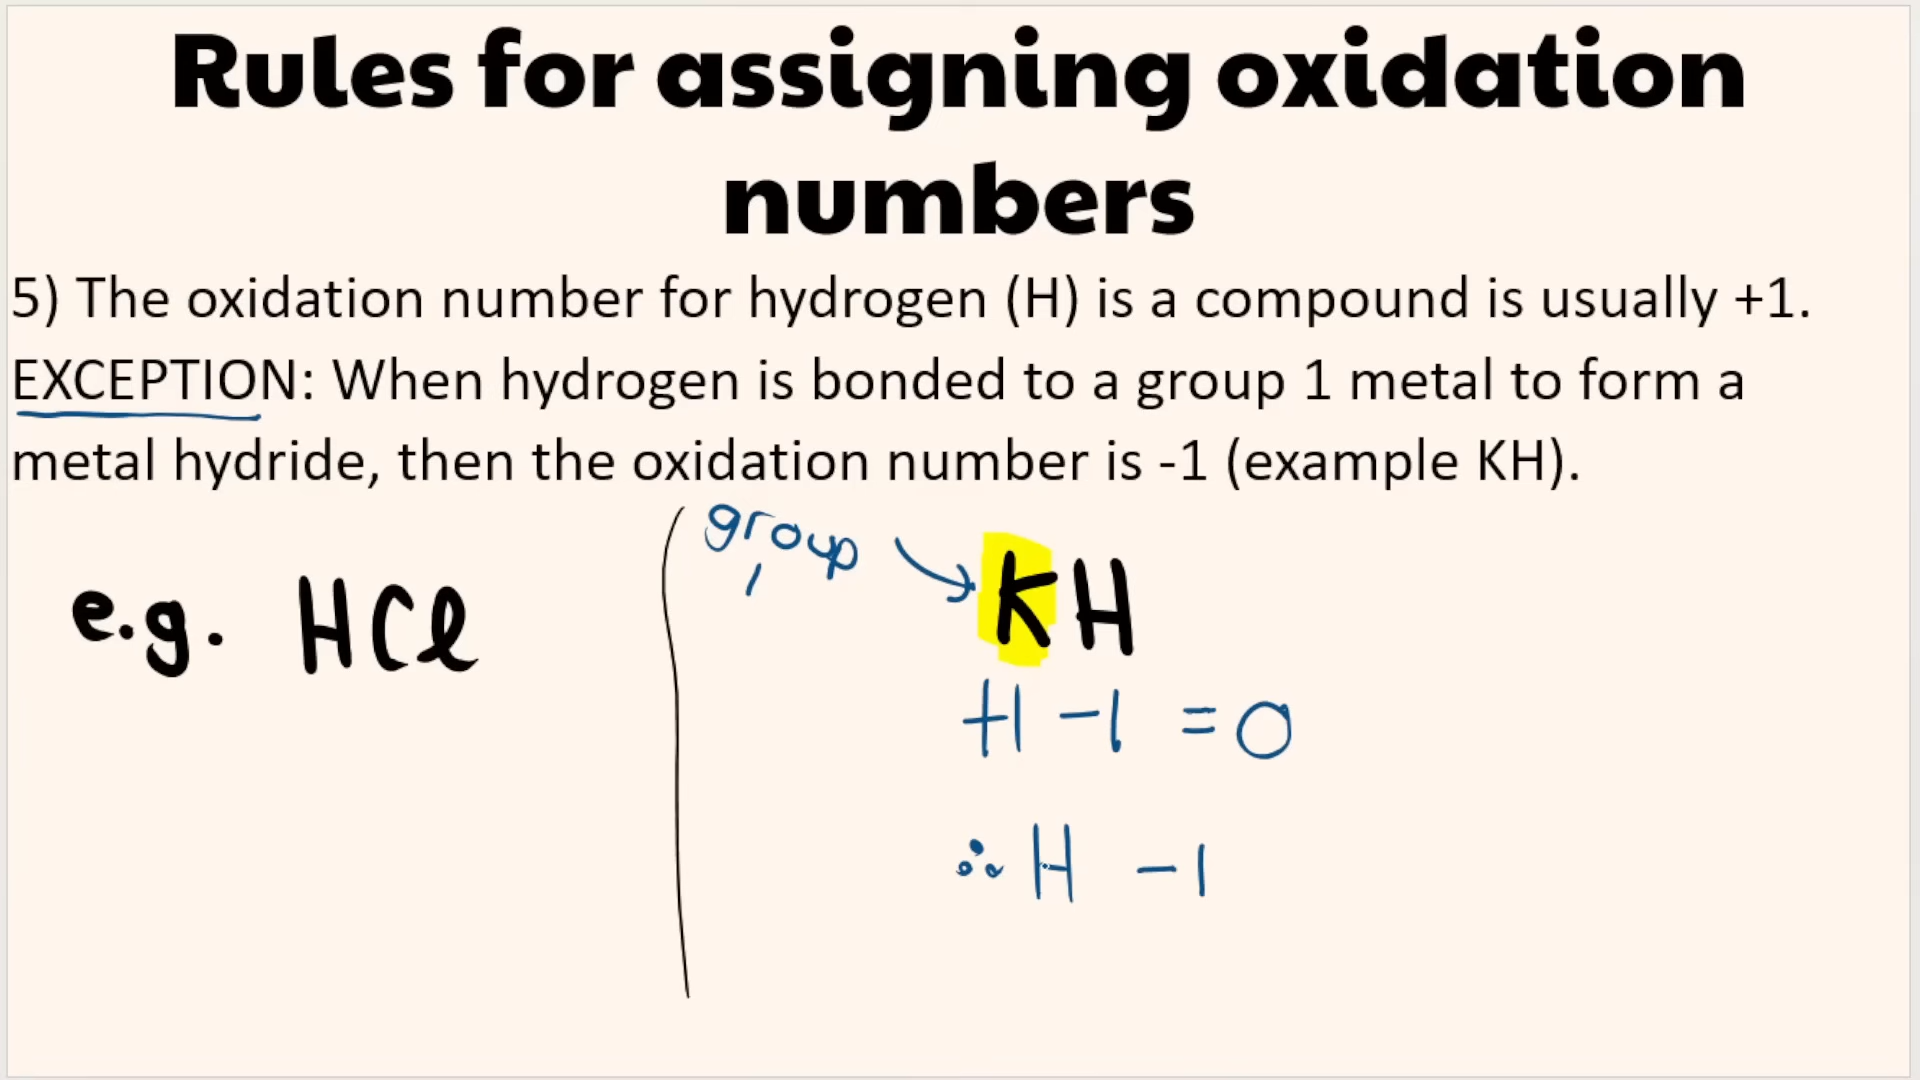 Rules for assigning oxidation
numbers
5) The oxidation number for hydrogen (H) is a compound is usually +1.
EXCEPTION: When hydrogen is bonded to a group 1 metal to form a
metal hydride, then the oxidation number is -1 (example KH).
e.g. HCl
group
1
KH
+1 -1 = 0
∴ H -1